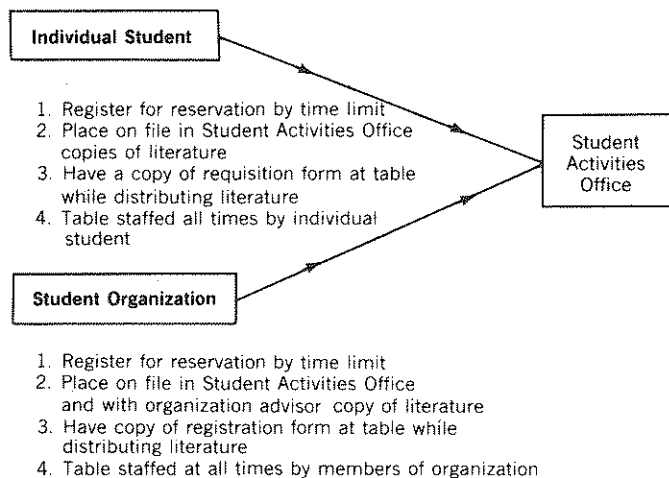 Individual Student
1. Register for reservation by time limit
2. Place on file in Student Activities Office
copies of literature
3. Have a copy of requisition form at table
while distributing literature
4. Table staffed all times by individual
student
Student
Activities
Office
Student Organization
1. Register for reservation by time limit
2. Place on file in Student Activities Office
and with organization advisor copy of literature
3. Have copy of registration form at table while
distributing literature
4. Table staffed at all times by members of organization